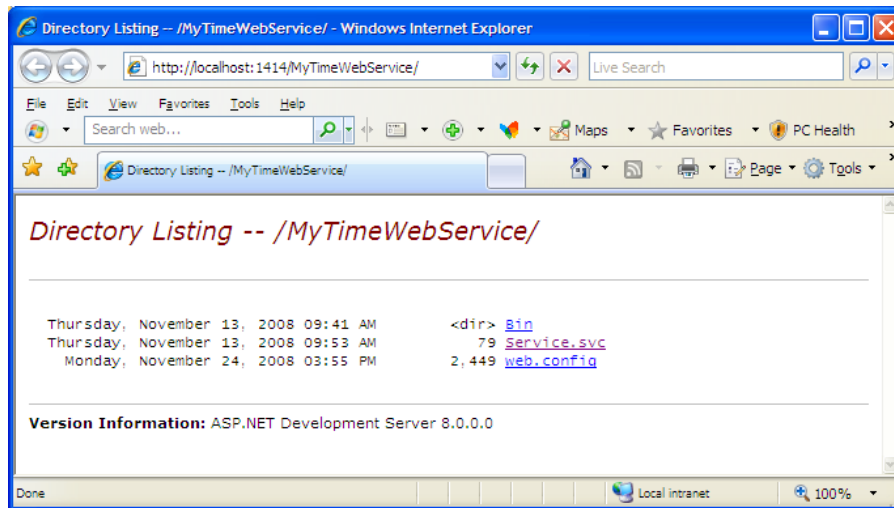 Directory Listing -- /MyTimeWebService/ - Windows Internet Explorer
http://localhost:1414/MyTimeWebService/ Live Search
File Edit View Favorites Tools Help
Search web... Maps Favorites PC Health
Directory Listing -- /MyTimeWebService/ Page Tools
Directory Listing -- /MyTimeWebService/
Thursday, November 13, 2008 09:41 AM <dir> Bin
Thursday, November 13, 2008 09:53 AM 79 Service.svc
Monday, November 24, 2008 03:55 PM 2,449 web.config
Version Information: ASP.NET Development Server 8.0.0.0
Done Local intranet 100%